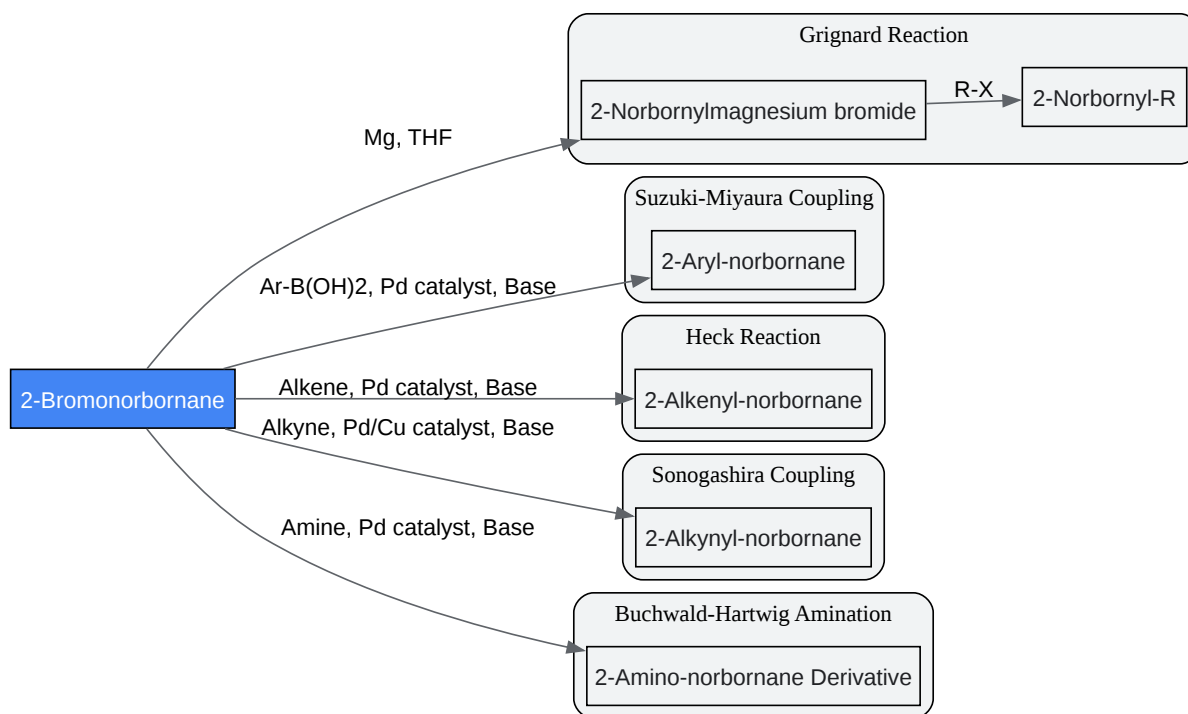 Grignard Reaction
2-Norbornylmagnesium bromide
R-X
2-Norbornyl-R
Mg, THF
Suzuki-Miyaura Coupling
2-Aryl-norbornane
Ar-B(OH)2, Pd catalyst, Base
Heck Reaction
2-Bromonorbornane
Alkene, Pd catalyst, Base
2-Alkenyl-norbornane
Alkyne, Pd/Cu catalyst, Base
Sonogashira Coupling
2-Alkynyl-norbornane
Amine, Pd catalyst, Base
Buchwald-Hartwig Amination
2-Amino-norbornane Derivative